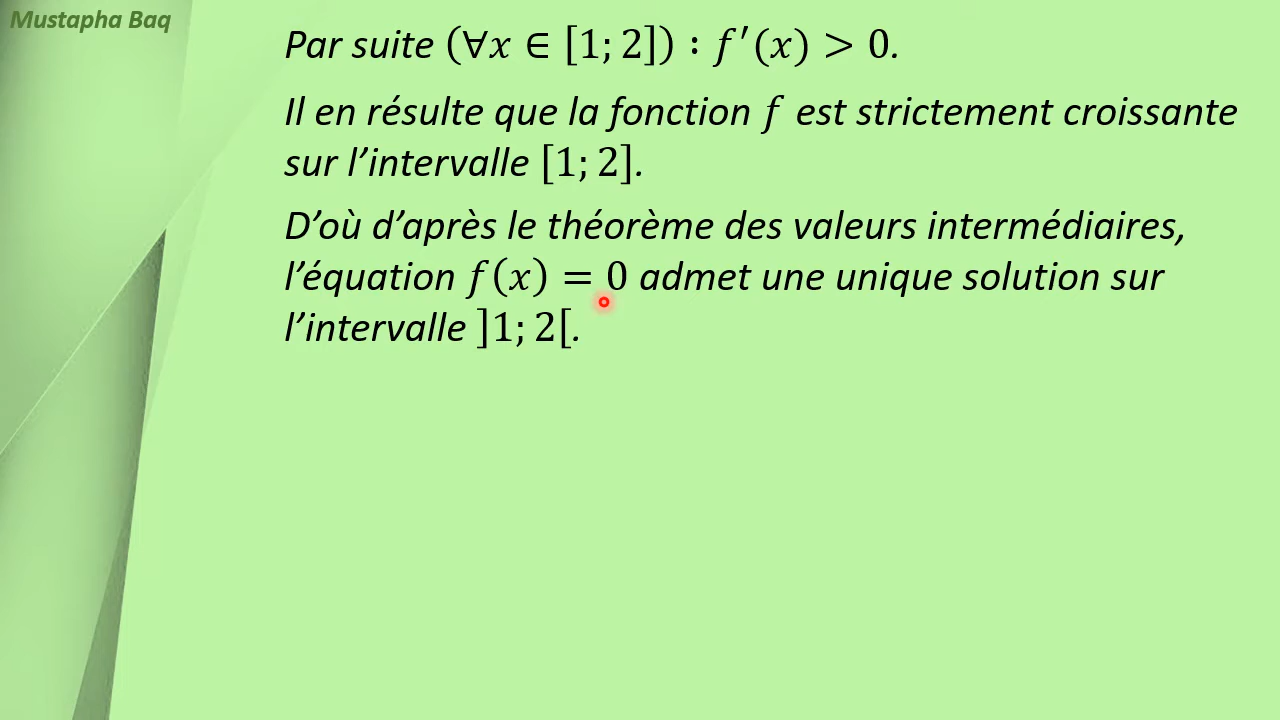 Mustapha Baq
Par suite (∀x ∈ [1; 2]) : f′(x) > 0.
Il en résulte que la fonction f est strictement croissante
sur l’intervalle [1; 2].
D’où d’après le théorème des valeurs intermédiaires,
l’équation f(x) = 0 admet une unique solution sur
l’intervalle ]1; 2[.